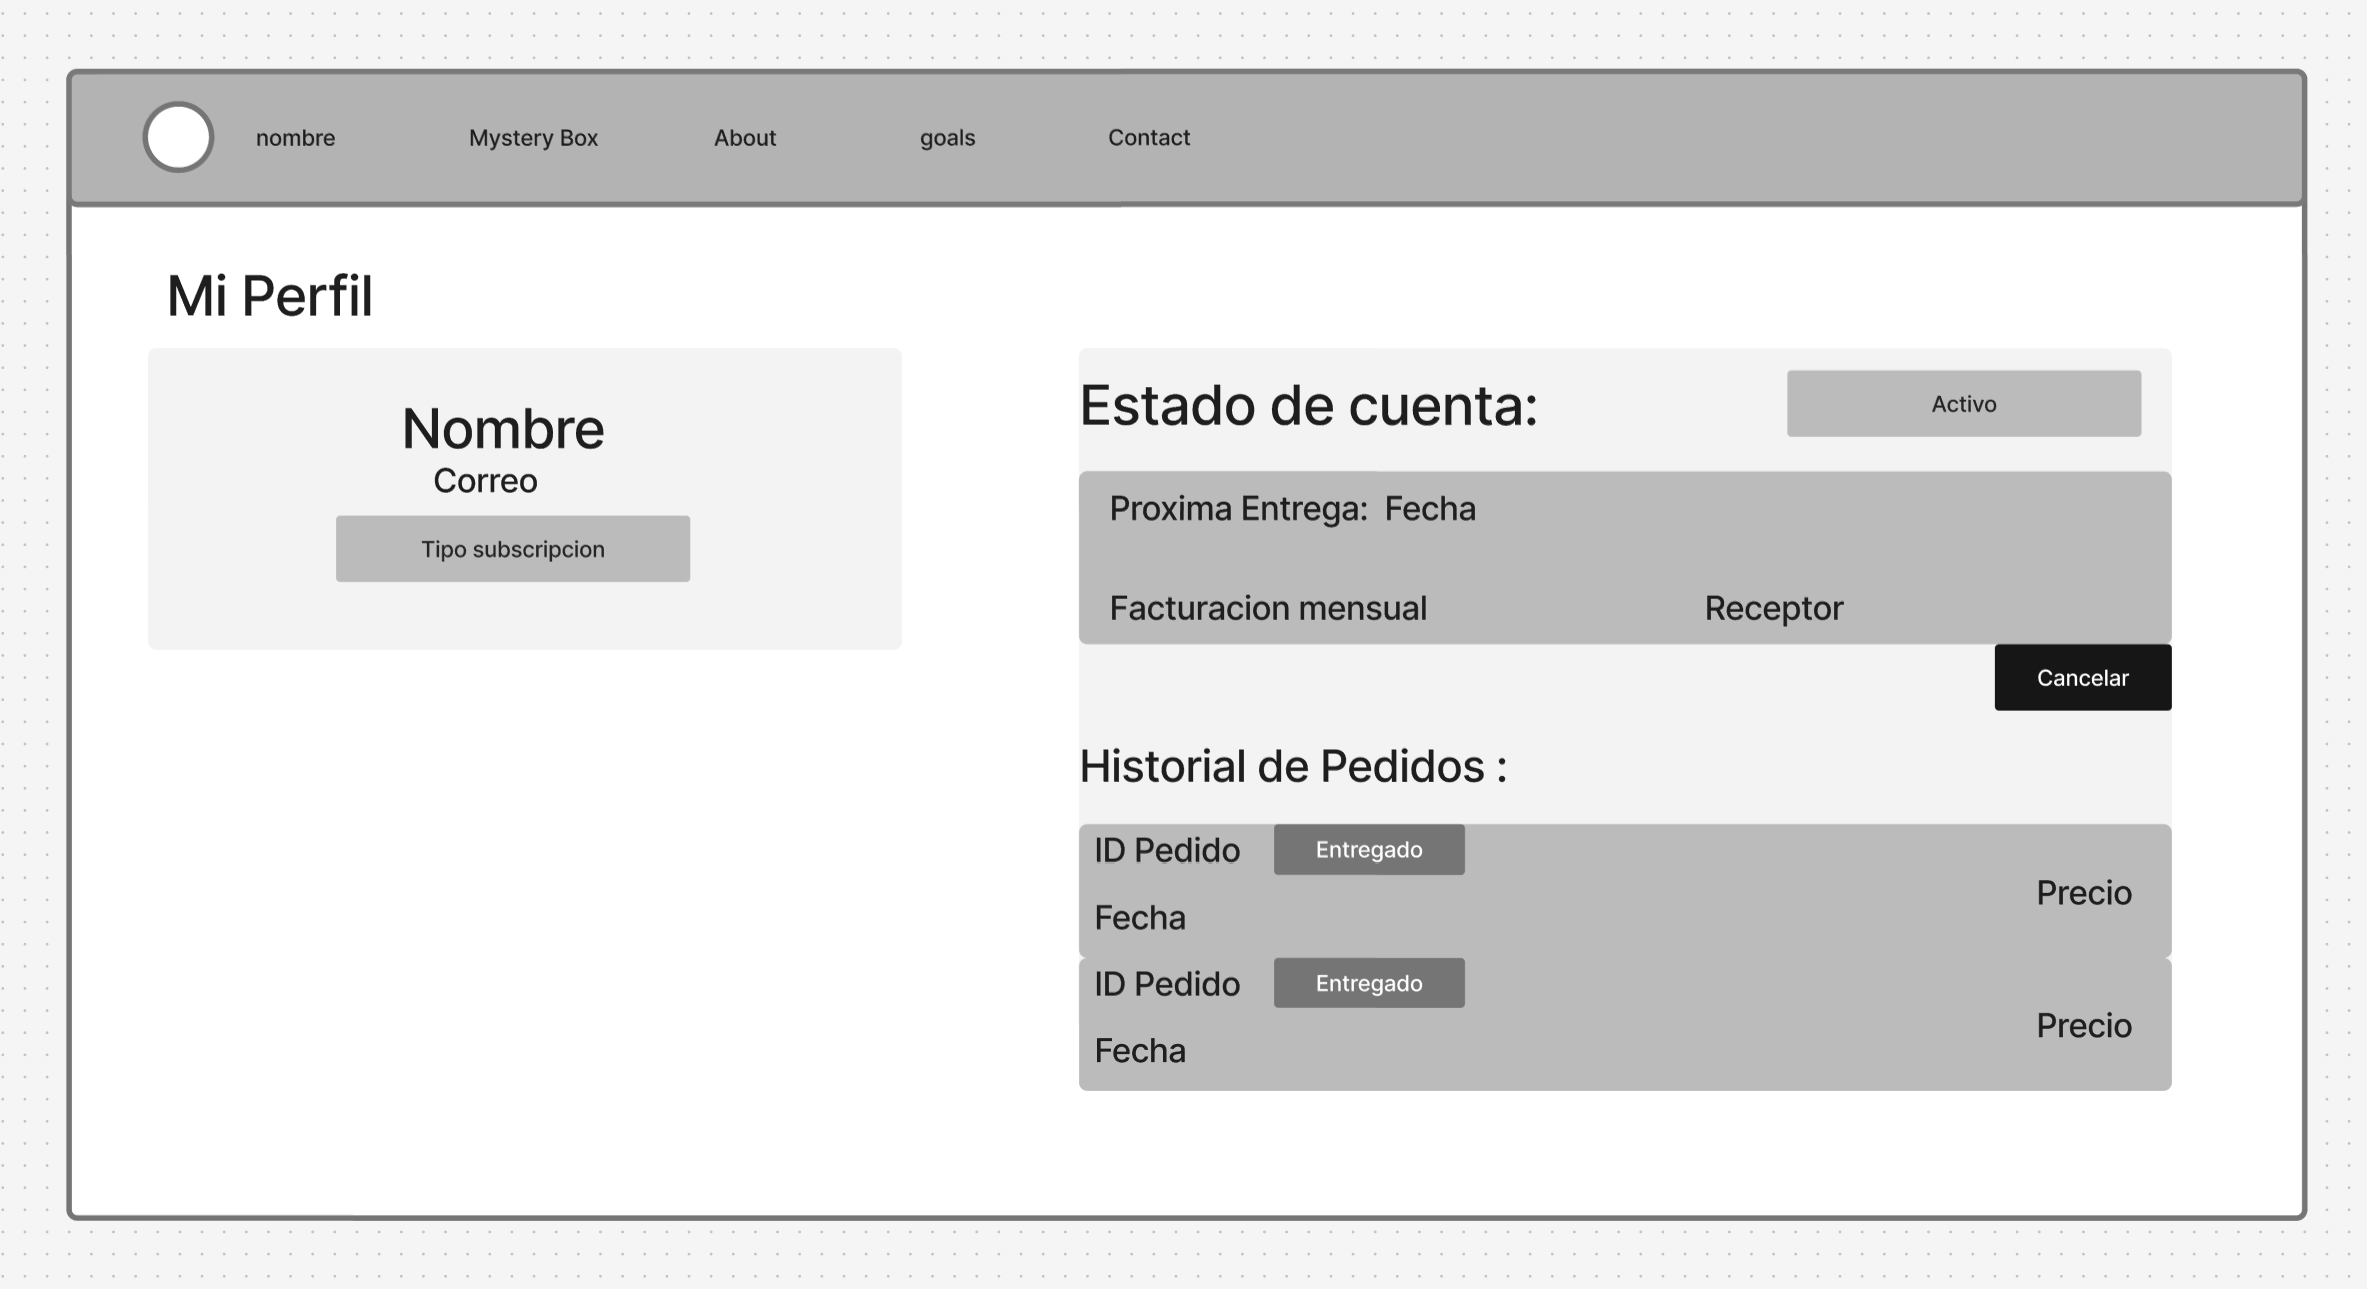 nombre Mystery Box About goals Contact
Mi Perfil
Nombre
Correo
Tipo subscripcion
Estado de cuenta: Activo
Proxima Entrega: Fecha
Facturacion mensual Receptor
Cancelar
Historial de Pedidos :
ID Pedido Entregado
Precio
Fecha
ID Pedido Entregado
Precio
Fecha